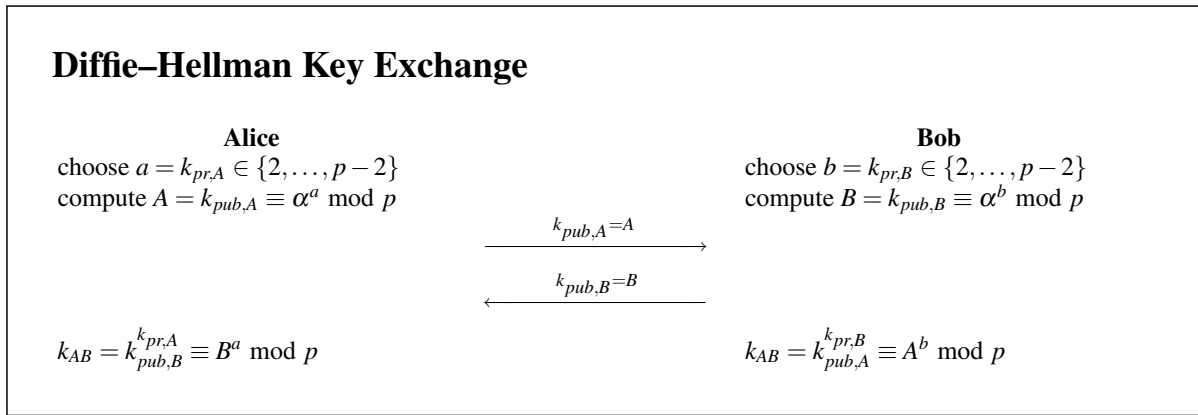 Diffie–Hellman Key Exchange
Alice
choose a = k_{pr,A} ∈ {2,…,p−2}
compute A = k_{pub,A} ≡ α^a mod p
Bob
choose b = k_{pr,B} ∈ {2,…,p−2}
compute B = k_{pub,B} ≡ α^b mod p
k_{pub,A}=A
k_{pub,B}=B
k_{AB} = k_{pub,B}^{k_{pr,A}} ≡ B^a mod p
k_{AB} = k_{pub,A}^{k_{pr,B}} ≡ A^b mod p